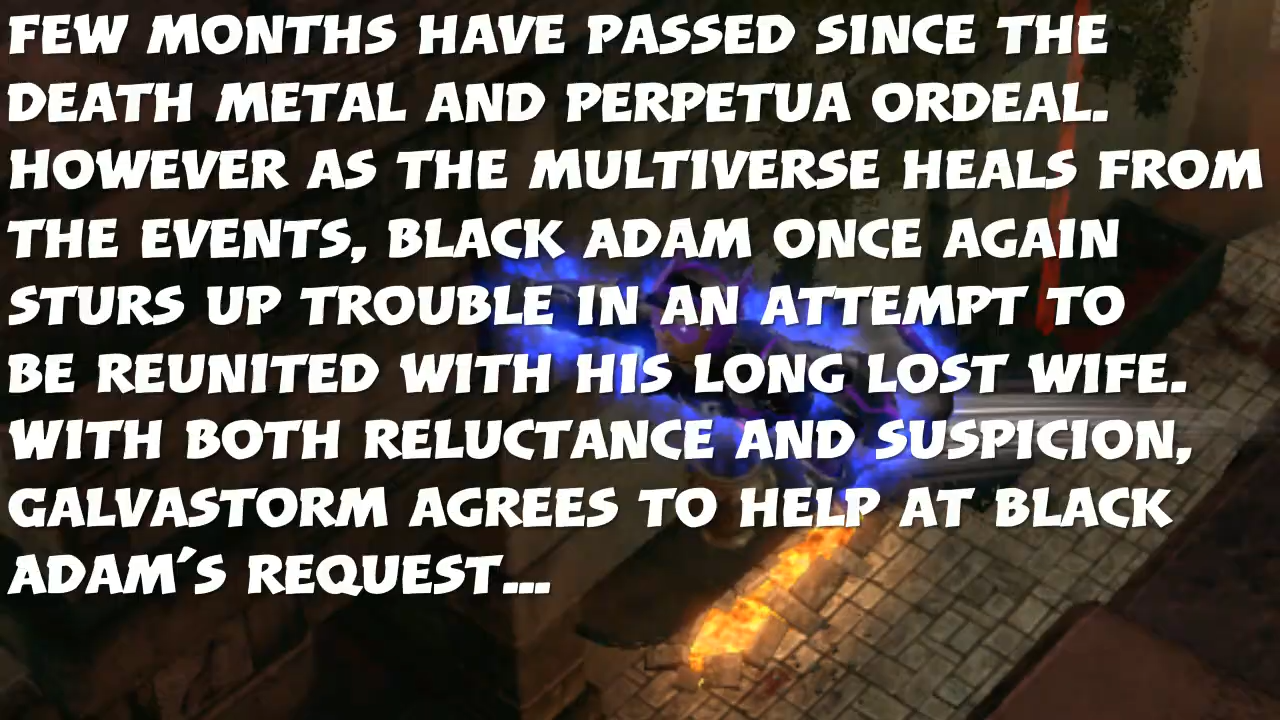 FEW MONTHS HAVE PASSED SINCE THE
DEATH METAL AND PERPETUA ORDEAL.
HOWEVER AS THE MULTIVERSE HEALS FROM
THE EVENTS, BLACK ADAM ONCE AGAIN
STURS UP TROUBLE IN AN ATTEMPT TO
BE REUNITED WITH HIS LONG LOST WIFE.
WITH BOTH RELUCTANCE AND SUSPICION,
GALVASTORM AGREES TO HELP AT BLACK
ADAM'S REQUEST...